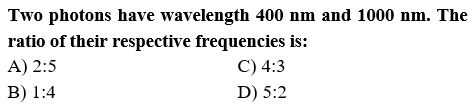 Two photons have wavelength 400 nm and 1000 nm. The
ratio of their respective frequencies is:
A) 2:5 C) 4:3
B) 1:4 D) 5:2